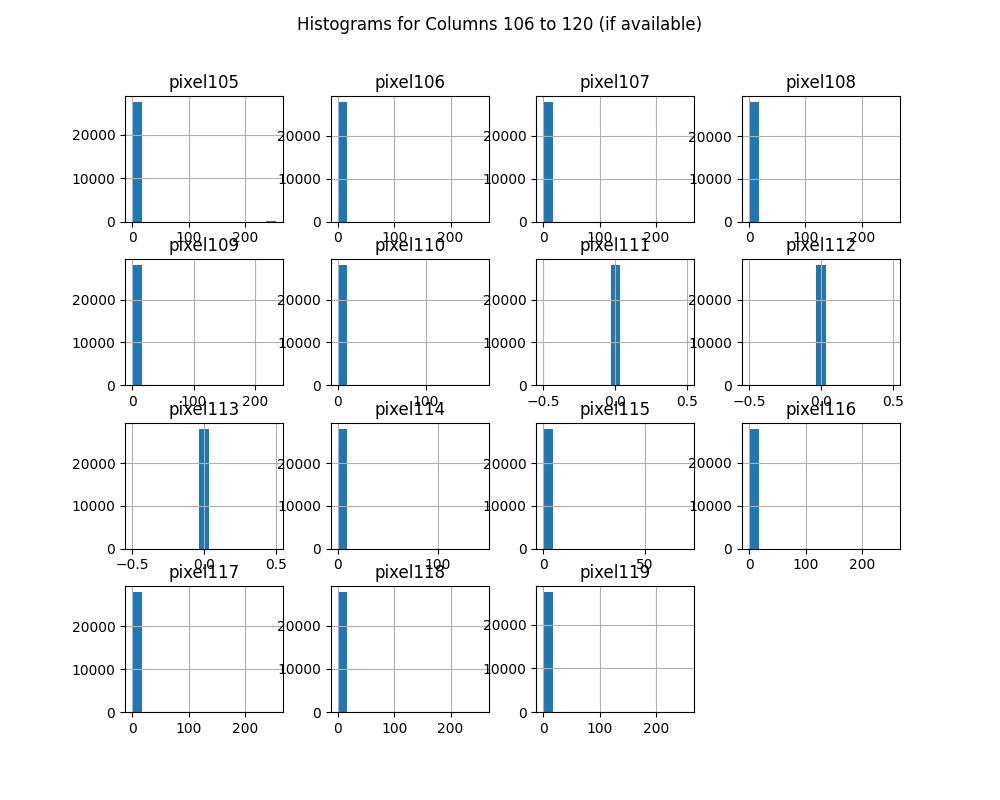 Histograms for Columns 106 to 120 (if available)
pixel105 pixel106 pixel107 pixel108
20000 20000 20000 20000
10000 10000 10000 10000
0 0 0 0
0 100 200 0 100 200 0 100 200 0 100 200
pixel109 pixel110 pixel111 pixel112
20000 20000 20000 20000
10000 10000 10000 10000
0 0 0 0
0 100 200 0 100 −0.5 0.0 0.5 −0.5 0.0 0.5
pixel113 pixel114 pixel115 pixel116
20000 20000 20000 20000
10000 10000 10000 10000
0 0 0 0
−0.5 0.0 0.5 0 100 0 50 0 100 200
pixel117 pixel118 pixel119
20000 20000 20000
10000 10000 10000
0 0 0
0 100 200 0 100 200 0 100 200